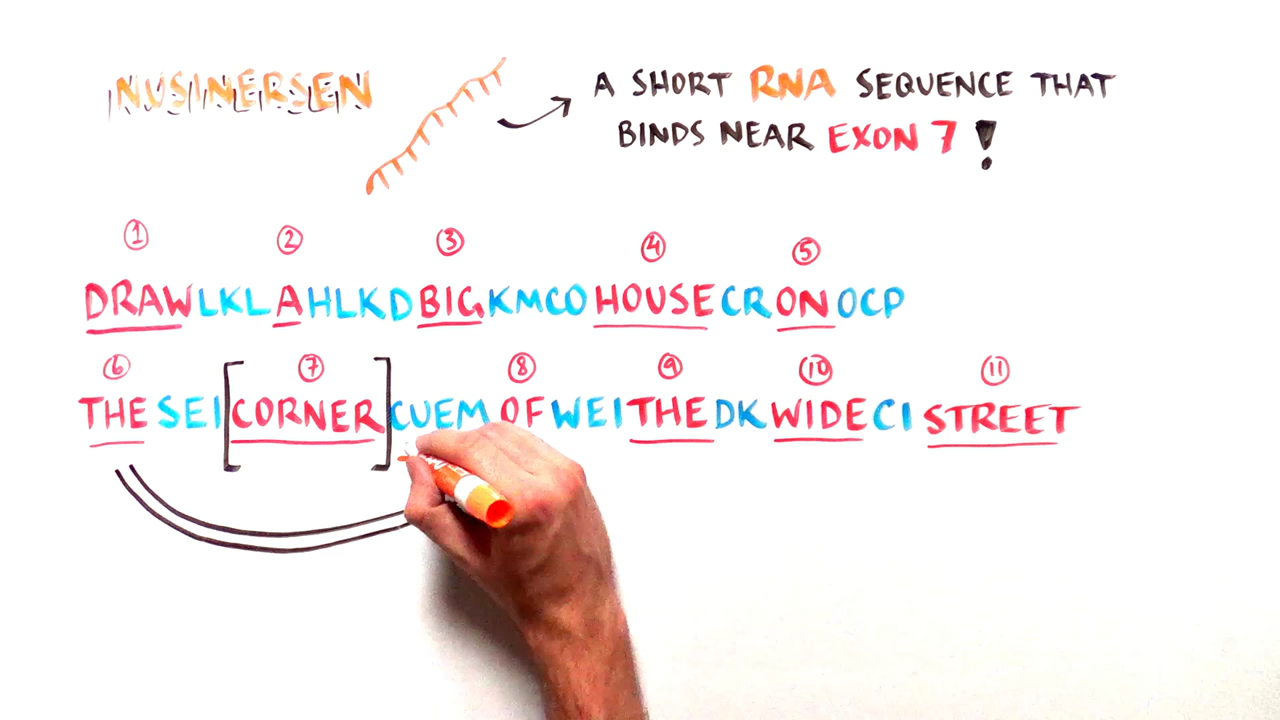 NUSINERSEN
A SHORT RNA SEQUENCE THAT
BINDS NEAR EXON 7!
1 2 3 4 5
DRAWLKLAHLKDBIGKMCOHOUSECRONOCP
6 7 8 9 10 11
THESEI[CORNER]CUEMOFWEITHEDKWIDECISTREET